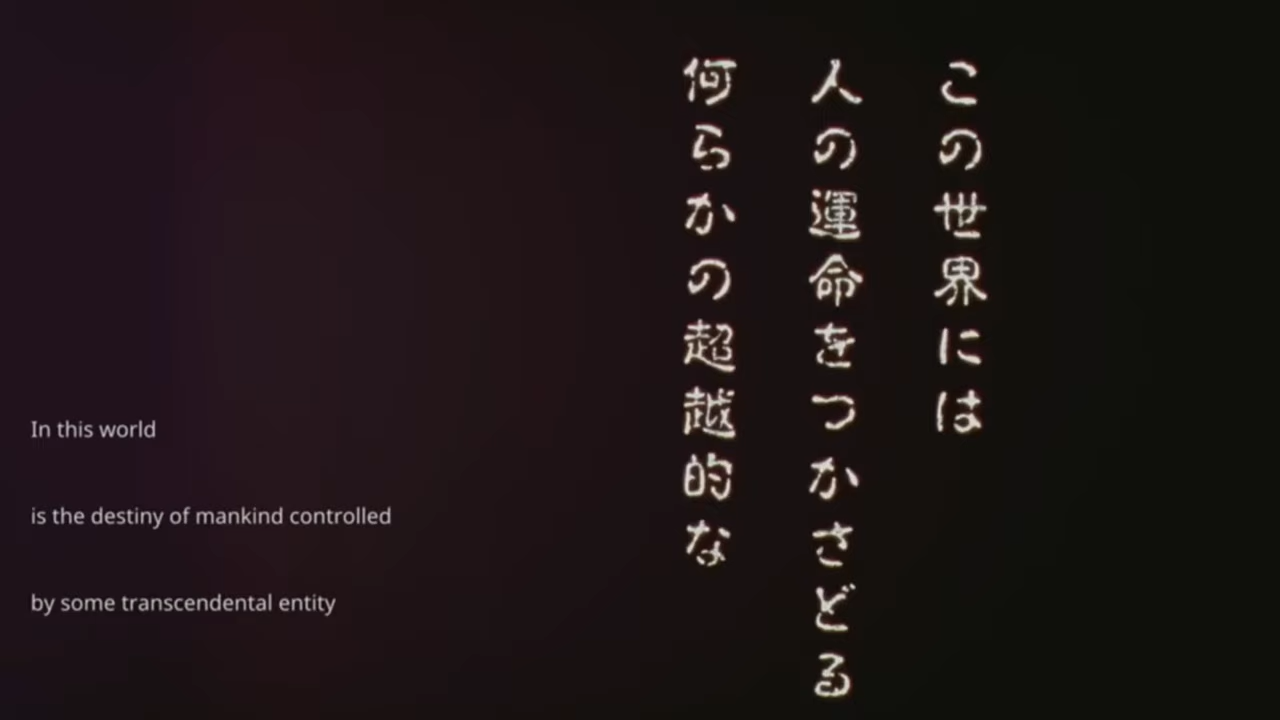 この世界には
人の運命をつかさどる
何らかの超越的な
In this world
is the destiny of mankind controlled
by some transcendental entity